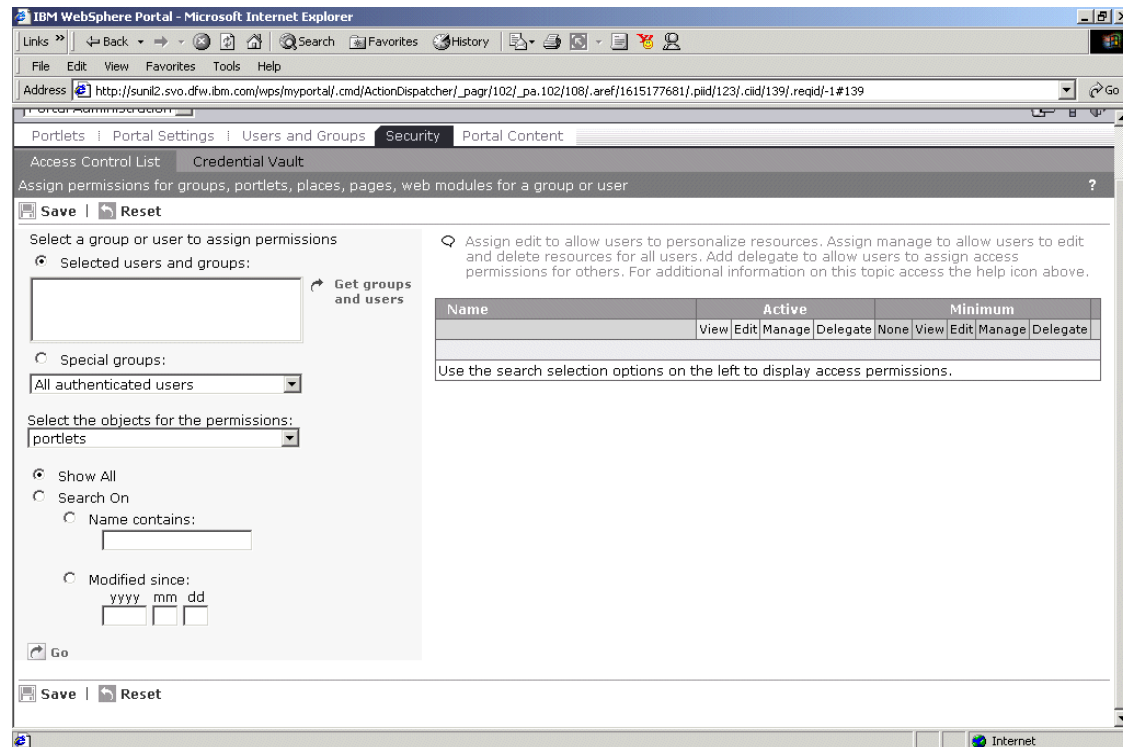 IBM WebSphere Portal - Microsoft Internet Explorer
Links » Back Search Favorites History
File Edit View Favorites Tools Help
Address http://sunil2.svo.dfw.ibm.com/wps/myportal/.cmd/ActionDispatcher/_pagr/102/_pa.102/108/.aref/1615177681/.piid/123/.ciid/139/.reqid/-1#139 Go
Portal Administration
Portlets Portal Settings Users and Groups Security Portal Content
Access Control List Credential Vault
Assign permissions for groups, portlets, places, pages, web modules for a group or user ?
Save | Reset
Select a group or user to assign permissions
Selected users and groups:
Get groups
and users
Special groups:
All authenticated users
Select the objects for the permissions:
portlets
Show All
Search On
Name contains:
Modified since:
yyyy mm dd
Go
Assign edit to allow users to personalize resources. Assign manage to allow users to edit
and delete resources for all users. Add delegate to allow users to assign access
permissions for others. For additional information on this topic access the help icon above.
Name Active Minimum
View Edit Manage Delegate None View Edit Manage Delegate
Use the search selection options on the left to display access permissions.
Save | Reset
Internet